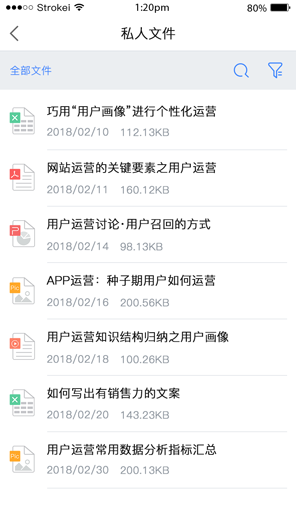 Strokei 1:20pm 80%
私人文件
全部文件
巧用“用户画像”进行个性化运营
2018/02/10 112.13KB
网站运营的关键要素之用户运营
2018/02/11 160.12KB
用户运营讨论·用户召回的方式
2018/02/14 98.13KB
APP运营：种子期用户如何运营
Pic
2018/02/16 200.56KB
用户运营知识结构归纳之用户画像
2018/02/18 100.26KB
如何写出有销售力的文案
2018/02/20 143.23KB
用户运营常用数据分析指标汇总
Pic
2018/02/30 200.13KB